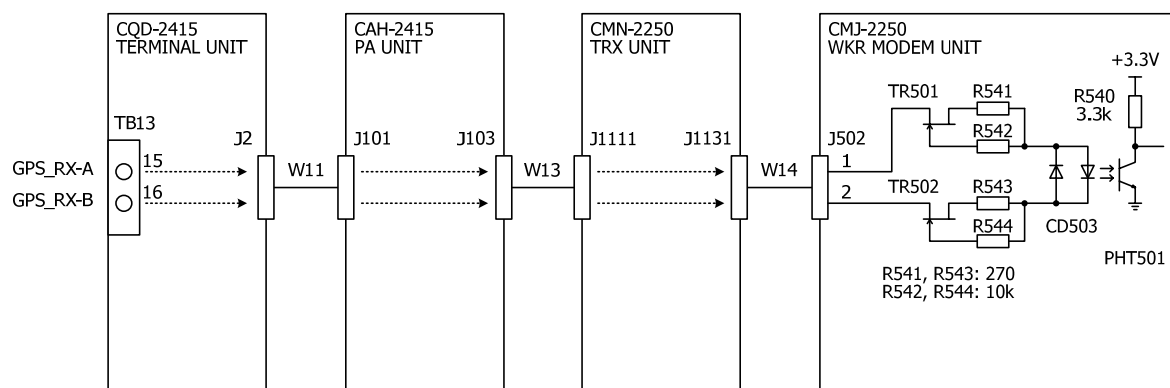 CQD-2415
TERMINAL UNIT
CAH-2415
PA UNIT
CMN-2250
TRX UNIT
CMJ-2250
WKR MODEM UNIT
+3.3V
TR501
R541
R540
3.3k
TB13
J2
J101
J103
J1111
J1131
J502
R542
GPS_RX-A
15
W11
W13
W14
1
GPS_RX-B
16
2
TR502
R543
R544
CD503
PHT501
R541, R543: 270
R542, R544: 10k